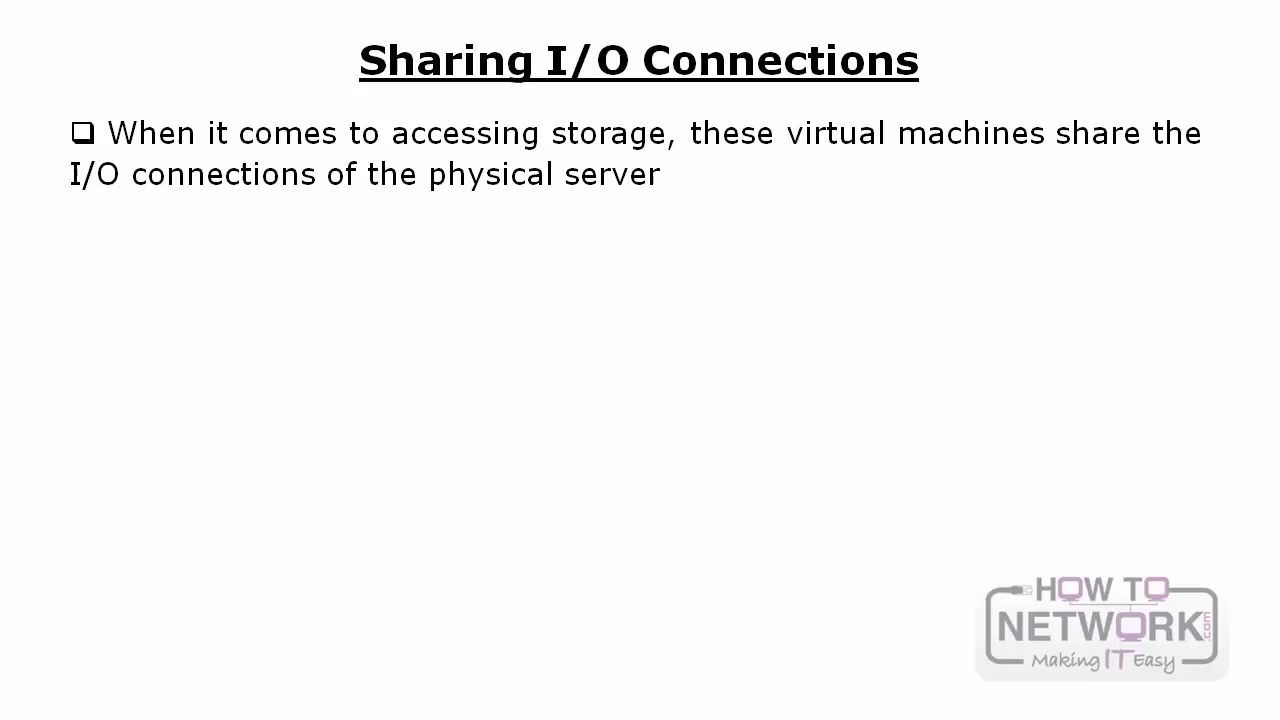 Sharing I/O Connections
❑ When it comes to accessing storage, these virtual machines share the
I/O connections of the physical server
HOW TO
NETWORK.com
Making IT Easy